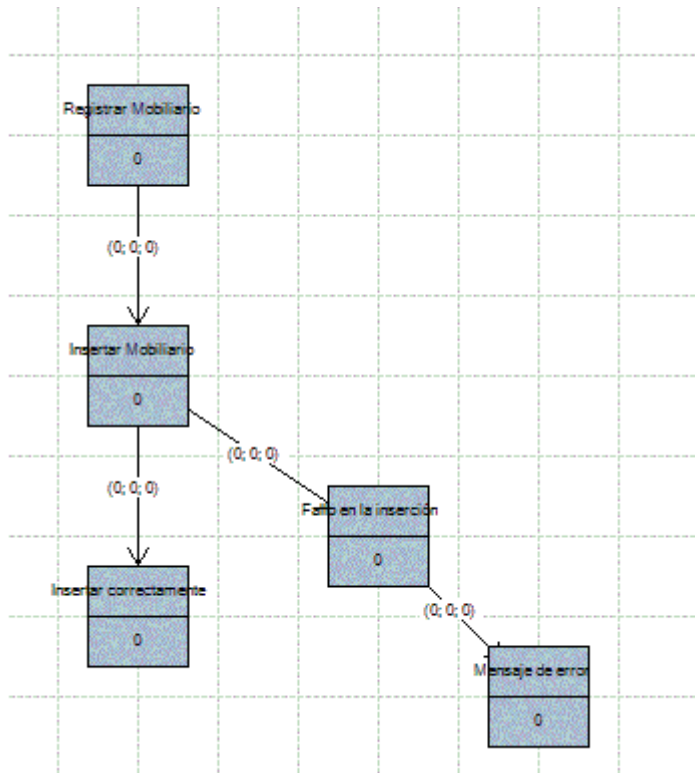 Registrar Mobiliario
0
(0; 0; 0)
Insertar Mobiliario
0
(0; 0; 0)
(0; 0; 0)
Fallo en la inserción
0
Insertar correctamente
0
(0; 0; 0)
Mensaje de error
0